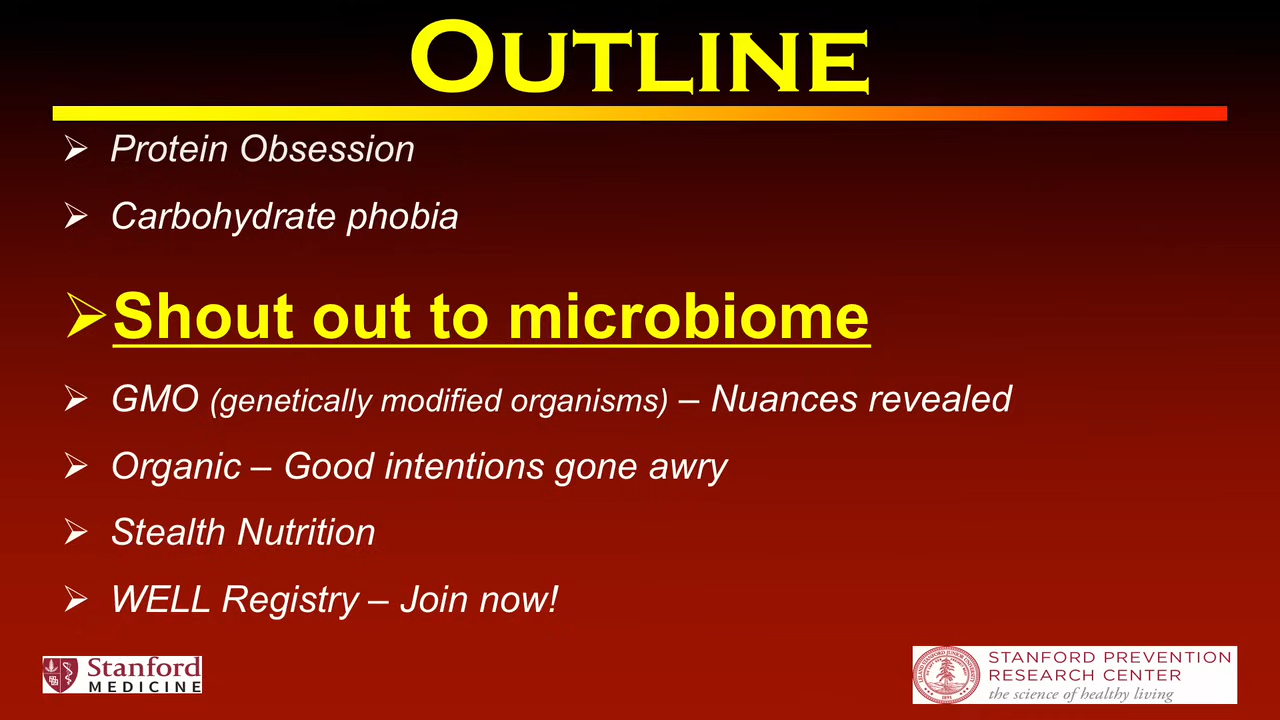 OUTLINE
Protein Obsession
Carbohydrate phobia
Shout out to microbiome
GMO (genetically modified organisms) – Nuances revealed
Organic – Good intentions gone awry
Stealth Nutrition
WELL Registry – Join now!
Stanford
MEDICINE
STANFORD PREVENTION
RESEARCH CENTER
the science of healthy living